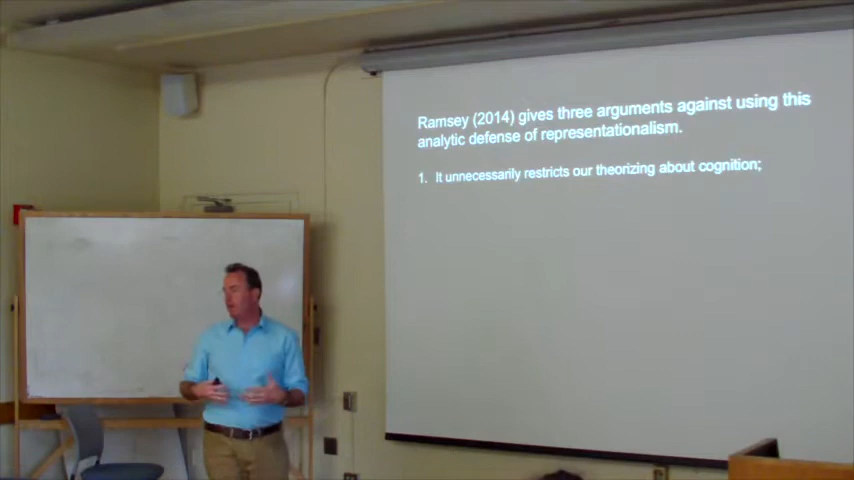 Ramsey (2014) gives three arguments against using this
analytic defense of representationalism.
1. It unnecessarily restricts our theorizing about cognition;